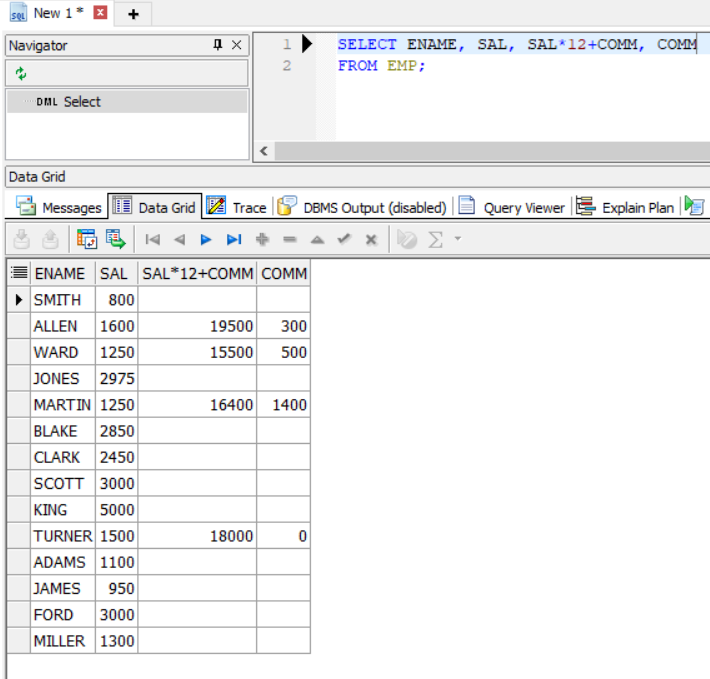 New 1 *
Navigator
DML Select
1 SELECT ENAME, SAL, SAL*12+COMM, COMM
2 FROM EMP;
Data Grid
Messages Data Grid Trace DBMS Output (disabled) Query Viewer Explain Plan
ENAME SAL SAL*12+COMM COMM
SMITH 800
ALLEN 1600 19500 300
WARD 1250 15500 500
JONES 2975
MARTIN 1250 16400 1400
BLAKE 2850
CLARK 2450
SCOTT 3000
KING 5000
TURNER 1500 18000 0
ADAMS 1100
JAMES 950
FORD 3000
MILLER 1300